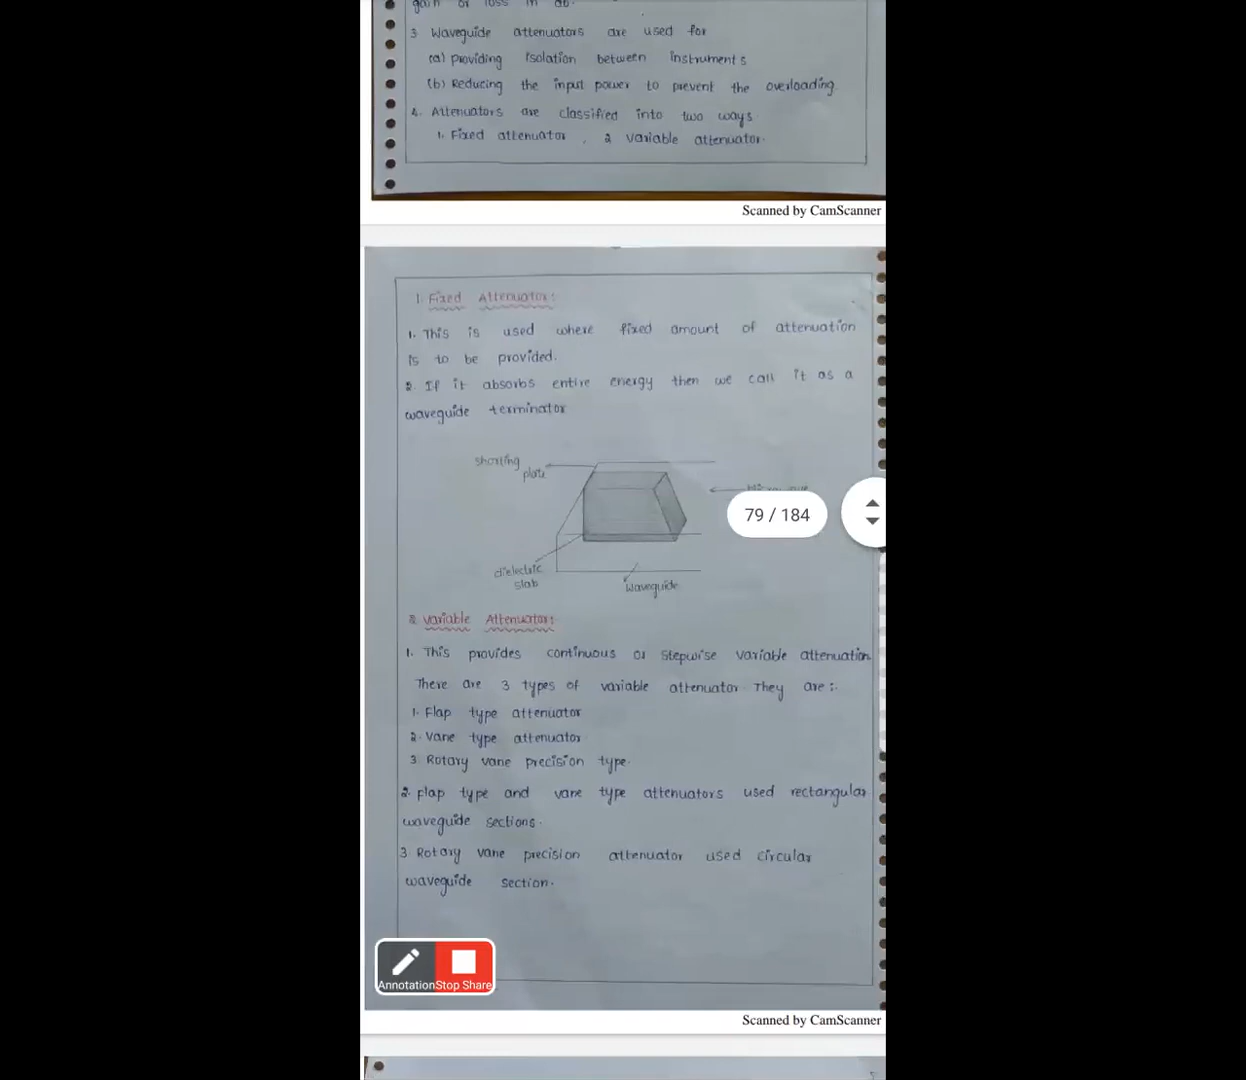 gain or loss in db.
3 Waveguide attenuators are used for
(a) providing isolation between instruments
(b) Reducing the input power to prevent the overloading.
4. Attenuators are classified into two ways
1. Fixed attenuator, 2 variable attenuator.
Scanned by CamScanner
1. Fixed Attenuator:
1. This is used where fixed amount of attenuation
is to be provided.
2. If it absorbs entire energy then we call it as a
waveguide terminator
shorting
plate
79 / 184
dielectric
slab
Waveguide
2 Variable Attenuator:
1. This provides continuous or stepwise variable attenuation
There are 3 types of variable attenuator They are:.
1. Flap type attenuator
2. Vane type attenuator
3 Rotary vane precision type.
2. flap type and vane type attenuators used rectangular
waveguide sections.
3 Rotary vane precision attenuator used circular
waveguide section.
Annotation
Stop Share
Scanned by CamScanner